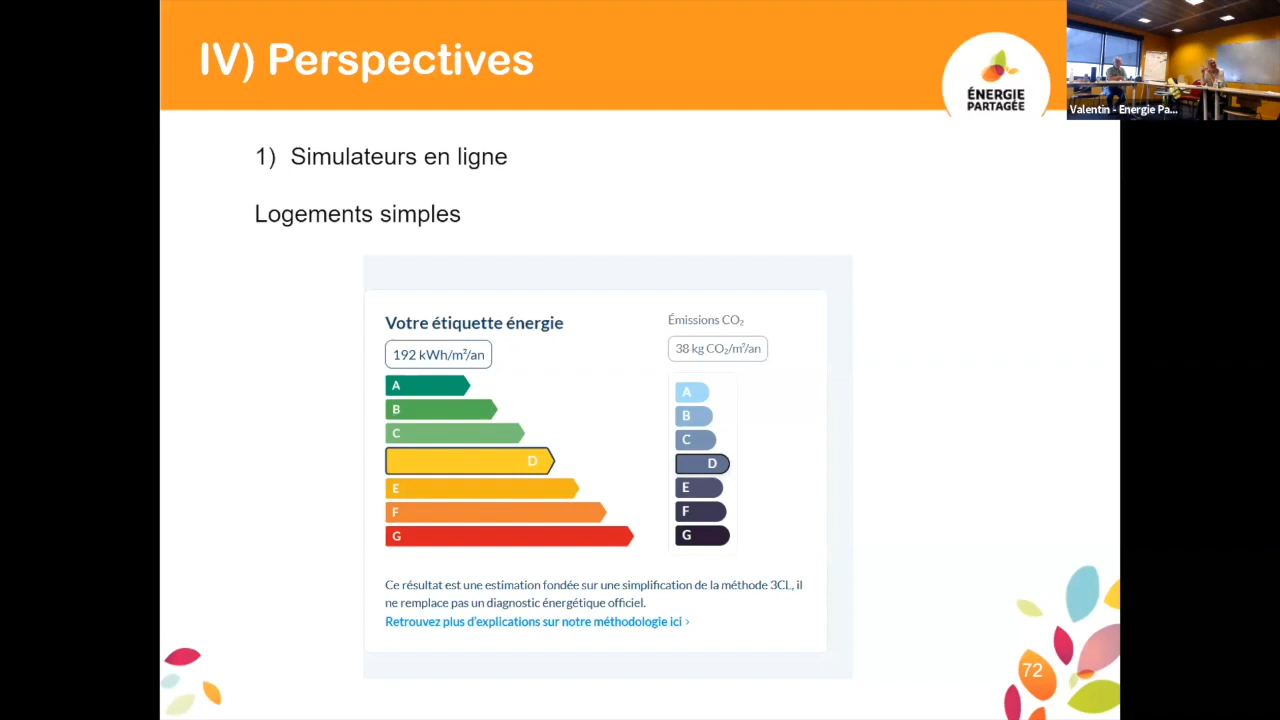 IV) Perspectives
ÉNERGIE
PARTAGÉE
Valentin - Energie Pa...
1) Simulateurs en ligne
Logements simples
Votre étiquette énergie
192 kWh/m²/an
A
B
C
D
E
F
G
Émissions CO₂
38 kg CO₂/m²/an
A
B
C
D
E
F
G
Ce résultat est une estimation fondée sur une simplification de la méthode 3CL, il
ne remplace pas un diagnostic énergétique officiel.
Retrouvez plus d'explications sur notre méthodologie ici >
72